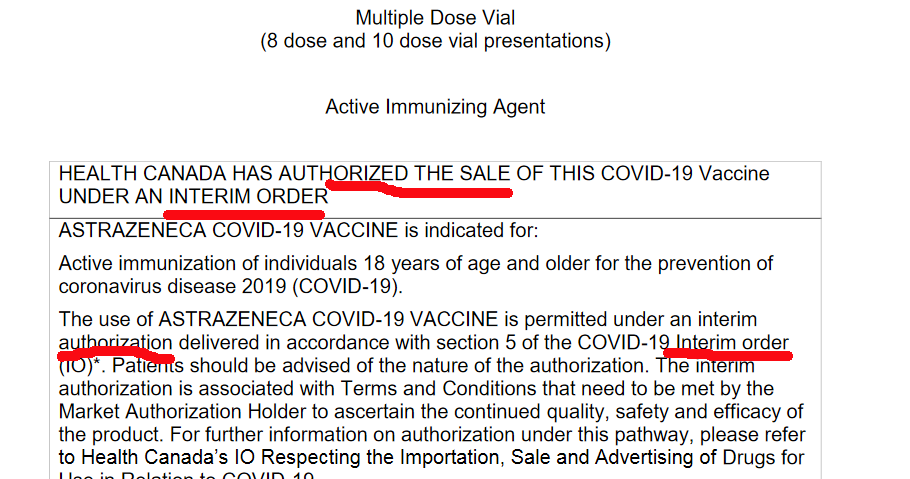 Multiple Dose Vial
(8 dose and 10 dose vial presentations)
Active Immunizing Agent
HEALTH CANADA HAS AUTHORIZED THE SALE OF THIS COVID-19 Vaccine
UNDER AN INTERIM ORDER
ASTRAZENECA COVID-19 VACCINE is indicated for:
Active immunization of individuals 18 years of age and older for the prevention of
coronavirus disease 2019 (COVID-19).
The use of ASTRAZENECA COVID-19 VACCINE is permitted under an interim
authorization delivered in accordance with section 5 of the COVID-19 Interim order
(IO)*. Patients should be advised of the nature of the authorization. The interim
authorization is associated with Terms and Conditions that need to be met by the
Market Authorization Holder to ascertain the continued quality, safety and efficacy of
the product. For further information on authorization under this pathway, please refer
to Health Canada's IO Respecting the Importation, Sale and Advertising of Drugs for
Use in Relation to COVID-19.